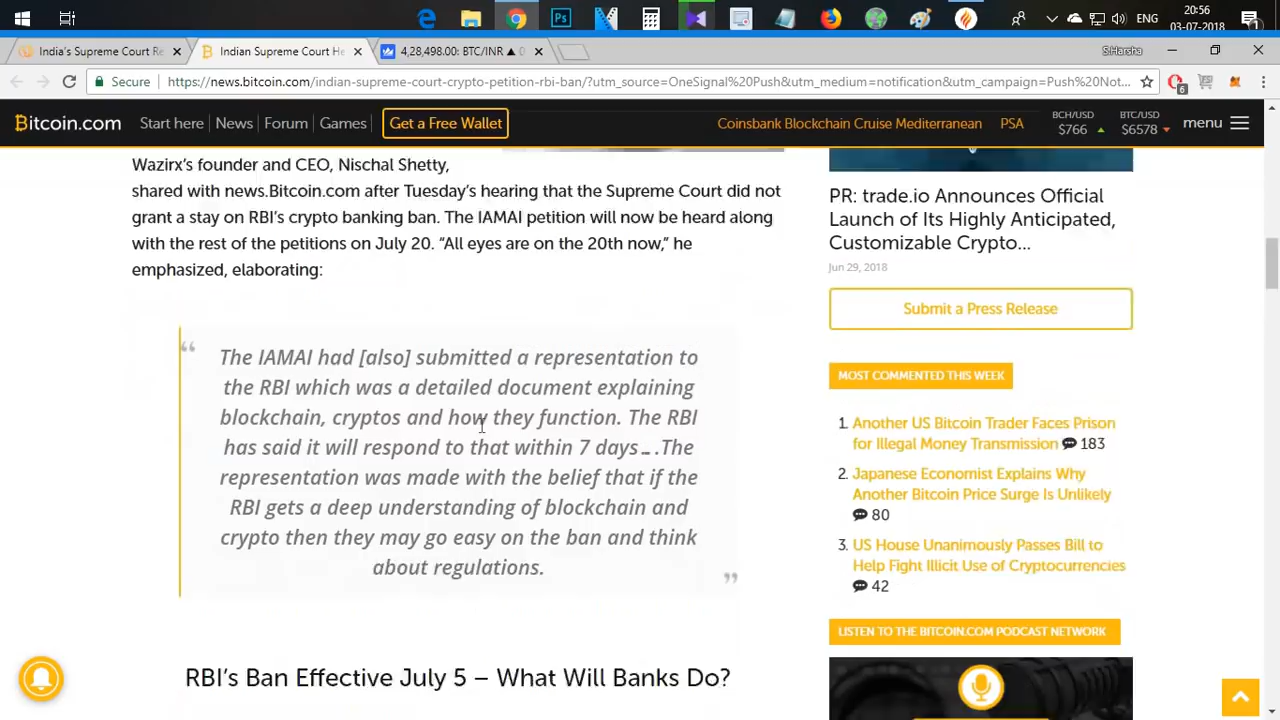 20:56
ENG
03-07-2018
India's Supreme Court Re
Indian Supreme Court He
4,28,498.00: BTC/INR ▲ 0
S.Harsha
Secure
https://news.bitcoin.com/indian-supreme-court-crypto-petition-rbi-ban/?utm_source=OneSignal%20Push&utm_medium=notification&utm_campaign=Push%20Not...
6
Bitcoin.com
Start here
News
Forum
Games
Get a Free Wallet
Coinsbank Blockchain Cruise Mediterranean
PSA
BCH/USD
$766
BTC/USD
$6578
menu
Wazirx's founder and CEO, Nischal Shetty,
shared with news.Bitcoin.com after Tuesday's hearing that the Supreme Court did not
grant a stay on RBI's crypto banking ban. The IAMAI petition will now be heard along
with the rest of the petitions on July 20. “All eyes are on the 20th now,” he
emphasized, elaborating:
“
The IAMAI had [also] submitted a representation to
the RBI which was a detailed document explaining
blockchain, cryptos and how they function. The RBI
has said it will respond to that within 7 days… .The
representation was made with the belief that if the
RBI gets a deep understanding of blockchain and
crypto then they may go easy on the ban and think
about regulations.
”
RBI's Ban Effective July 5 – What Will Banks Do?
PR: trade.io Announces Official
Launch of Its Highly Anticipated,
Customizable Crypto...
Jun 29, 2018
Submit a Press Release
MOST COMMENTED THIS WEEK
1. Another US Bitcoin Trader Faces Prison
for Illegal Money Transmission 183
2. Japanese Economist Explains Why
Another Bitcoin Price Surge Is Unlikely
80
3. US House Unanimously Passes Bill to
Help Fight Illicit Use of Cryptocurrencies
42
LISTEN TO THE BITCOIN.COM PODCAST NETWORK